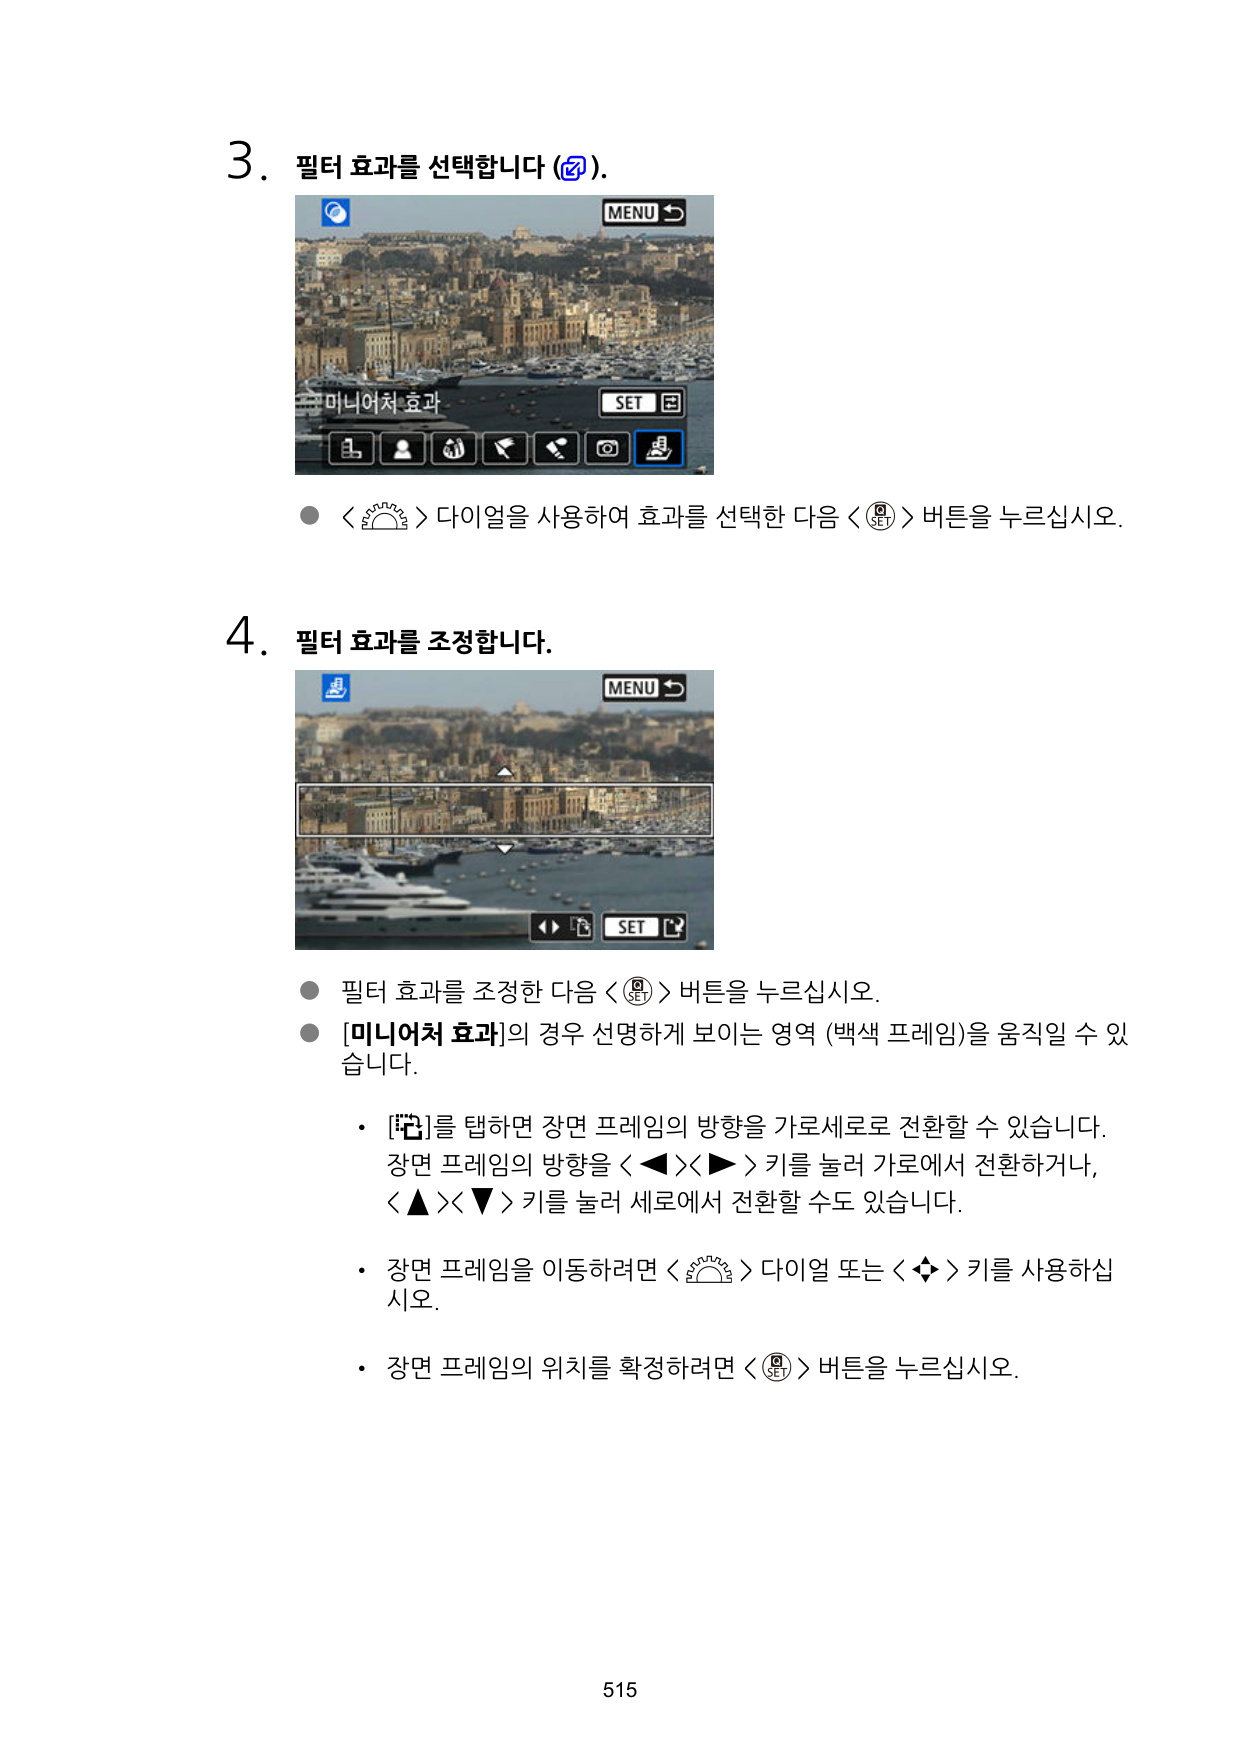 3. 필터 효과를 선택합니다 ( ).
MENU
미니어처 효과
SET
● < > 다이얼을 사용하여 효과를 선택한 다음 < Q SET > 버튼을 누르십시오.
4. 필터 효과를 조정합니다.
MENU
SET
● 필터 효과를 조정한 다음 < Q SET > 버튼을 누르십시오.
● [미니어처 효과]의 경우 선명하게 보이는 영역 (백색 프레임)을 움직일 수 있
습니다.
• [ ]를 탭하면 장면 프레임의 방향을 가로세로로 전환할 수 있습니다.
장면 프레임의 방향을 < ◀ >< ▶ > 키를 눌러 가로에서 전환하거나,
< ▲ >< ▼ > 키를 눌러 세로에서 전환할 수도 있습니다.
• 장면 프레임을 이동하려면 < > 다이얼 또는 < > 키를 사용하십
시오.
• 장면 프레임의 위치를 확정하려면 < Q SET > 버튼을 누르십시오.
515